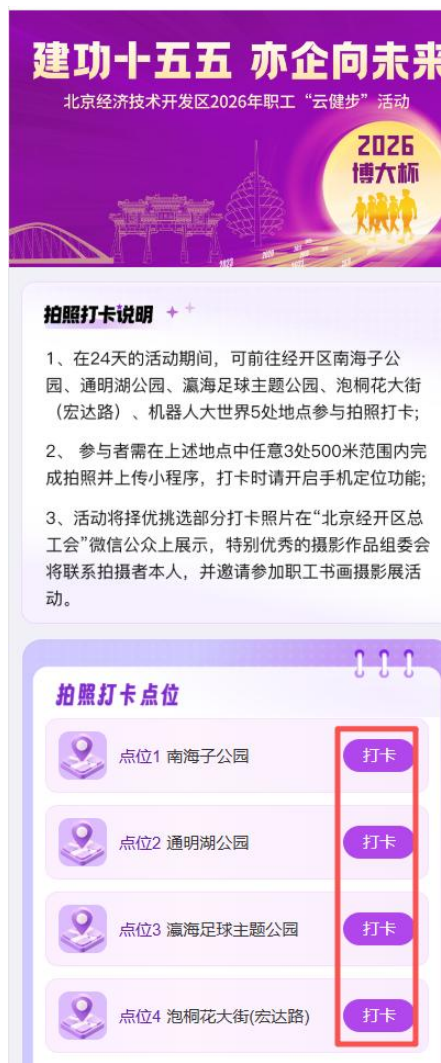 建功十五五 亦企向未来
北京经济技术开发区2026年职工“云健步”活动
2026
博大杯
拍照打卡说明
1、在24天的活动期间，可前往经开区南海子公
园、通明湖公园、瀛海足球主题公园、泡桐花大街
（宏达路）、机器人大世界5处地点参与拍照打卡;
2、 参与者需在上述地点中任意3处500米范围内完
成拍照并上传小程序，打卡时请开启手机定位功能;
3、活动将择优挑选部分打卡照片在“北京经开区总
工会”微信公众上展示，特别优秀的摄影作品组委会
将联系拍摄者本人，并邀请参加职工书画摄影展活
动。
拍照打卡点位
点位1 南海子公园 打卡
点位2 通明湖公园 打卡
点位3 瀛海足球主题公园 打卡
点位4 泡桐花大街(宏达路) 打卡